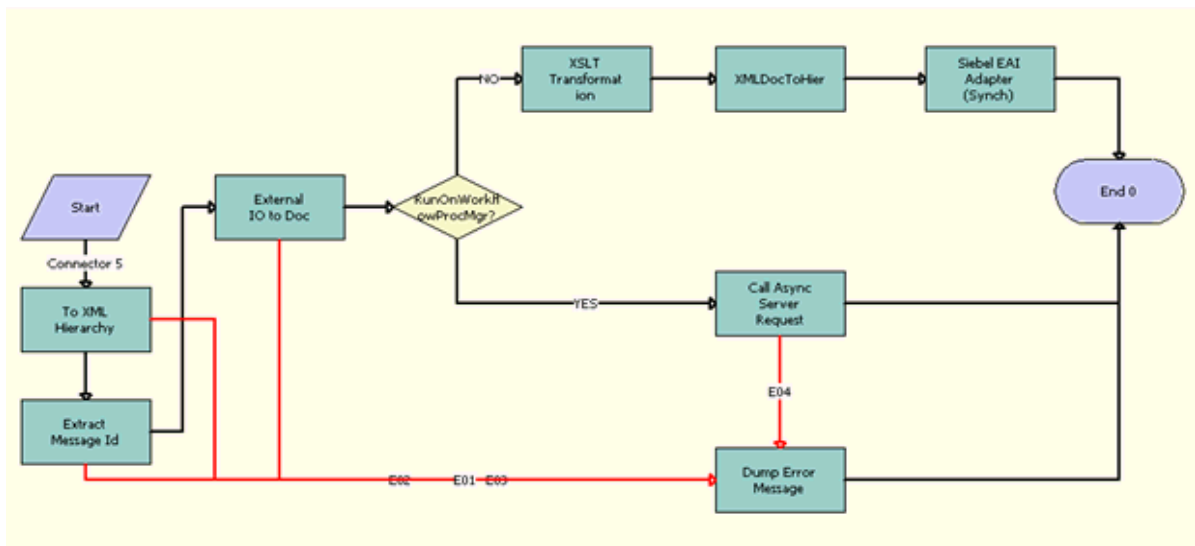 XSLT
Transformat
ion
XMLDocToHier
Siebel EAI
Adapter
(Synch)
NO
Start
External
IO to Doc
RunOnWorkfl
owProcMgr?
End 0
Connector 5
To XML
Hierarchy
YES
Call Async
Server
Request
E04
Extract
Message Id
E02
E01
E03
Dump Error
Message